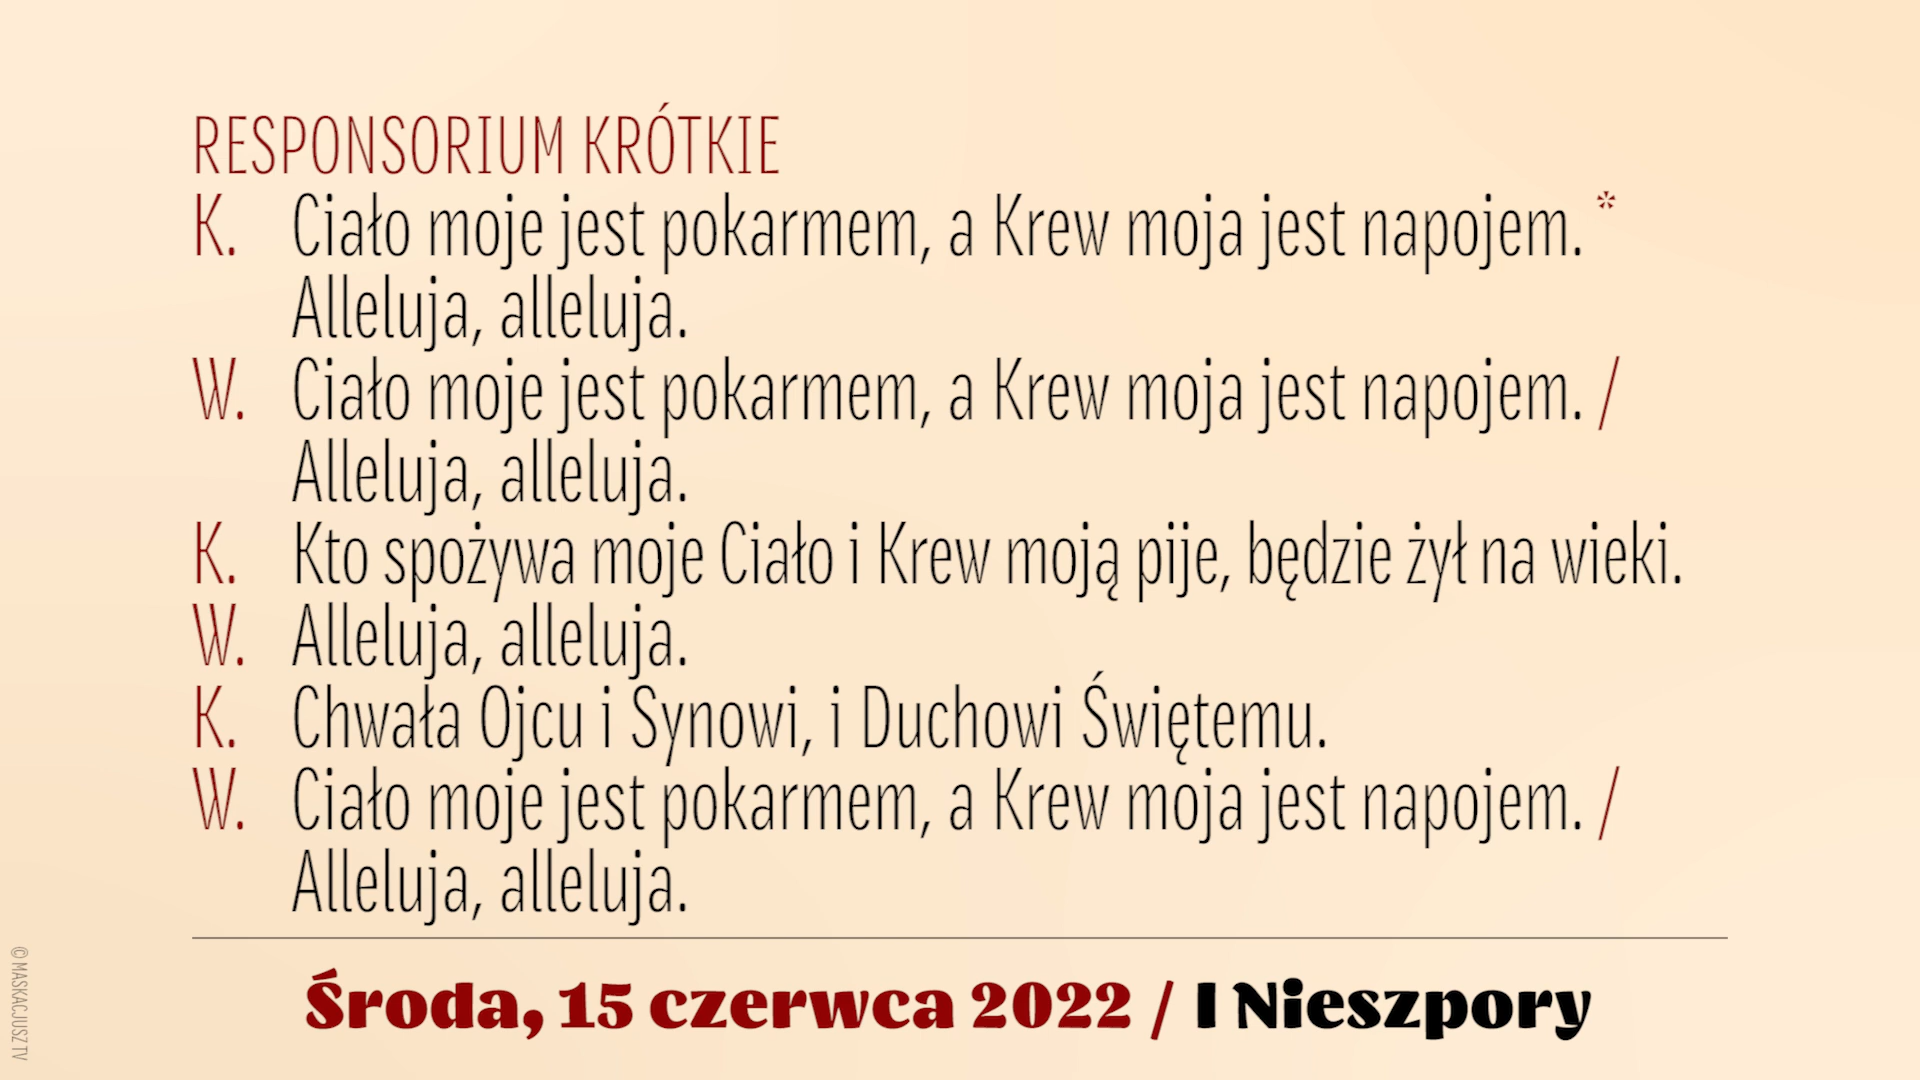 RESPONSORIUM KRÓTKIE
K. Ciało moje jest pokarmem, a Krew moja jest napojem. *
Alleluja, alleluja.
W. Ciało moje jest pokarmem, a Krew moja jest napojem. /
Alleluja, alleluja.
K. Kto spożywa moje Ciało i Krew moją pije, będzie żył na wieki.
W. Alleluja, alleluja.
K. Chwała Ojcu i Synowi, i Duchowi Świętemu.
W. Ciało moje jest pokarmem, a Krew moja jest napojem. /
Alleluja, alleluja.
Środa, 15 czerwca 2022 / I Nieszpory
© MASKACJUSZ TV